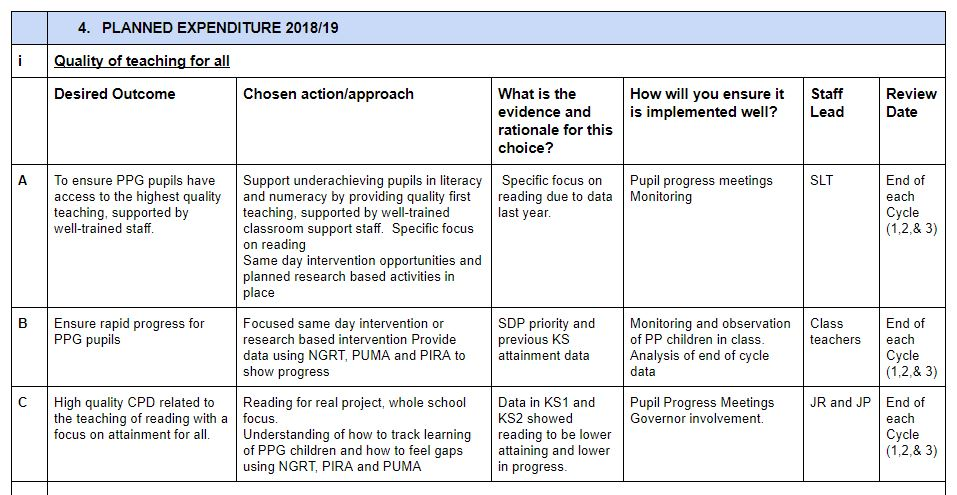 4. PLANNED EXPENDITURE 2018/19
i
Quality of teaching for all
Desired Outcome
Chosen action/approach
What is the
evidence and
rationale for this
choice?
How will you ensure it
is implemented well?
Staff
Lead
Review
Date
A
To ensure PPG pupils have
access to the highest quality
teaching, supported by
well-trained staff.
Support underachieving pupils in literacy
and numeracy by providing quality first
teaching, supported by well-trained
classroom support staff.  Specific focus
on reading
Same day intervention opportunities and
planned research based activities in
place
Specific focus on
reading due to data
last year.
Pupil progress meetings
Monitoring
SLT
End of
each
Cycle
(1,2,& 3)
B
Ensure rapid progress for
PPG pupils
Focused same day intervention or
research based intervention Provide
data using NGRT, PUMA and PIRA to
show progress
SDP priority and
previous KS
attainment data
Monitoring and observation
of PP children in class.
Analysis of end of cycle
data
Class
teachers
End of
each
Cycle
(1,2,& 3)
C
High quality CPD related to
the teaching of reading with a
focus on attainment for all.
Reading for real project, whole school
focus.
Understanding of how to track learning
of PPG children and how to feel gaps
using NGRT, PIRA and PUMA
Data in KS1 and
KS2 showed
reading to be lower
attaining and lower
in progress.
Pupil Progress Meetings
Governor involvement.
JR and JP
End of
each
Cycle
(1,2,& 3)